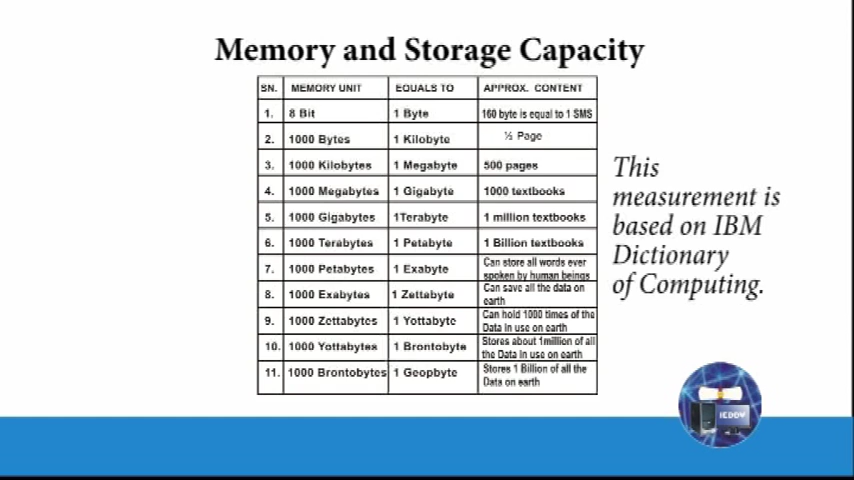 Memory and Storage Capacity
SN. MEMORY UNIT EQUALS TO APPROX. CONTENT
1. 8 Bit 1 Byte 160 byte is equal to 1 SMS
2. 1000 Bytes 1 Kilobyte ½ Page
3. 1000 Kilobytes 1 Megabyte 500 pages
4. 1000 Megabytes 1 Gigabyte 1000 textbooks
5. 1000 Gigabytes 1Terabyte 1 million textbooks
6. 1000 Terabytes 1 Petabyte 1 Billion textbooks
7. 1000 Petabytes 1 Exabyte Can store all words ever
spoken by human beings
8. 1000 Exabytes 1 Zettabyte Can save all the data on
earth
9. 1000 Zettabytes 1 Yottabyte Can hold 1000 times of the
Data in use on earth
10. 1000 Yottabytes 1 Brontobyte Stores about 1million of all
the Data in use on earth
11. 1000 Brontobytes 1 Geopbyte Stores 1 Billion of all the
Data on earth
This
measurement is
based on IBM
Dictionary
of Computing.